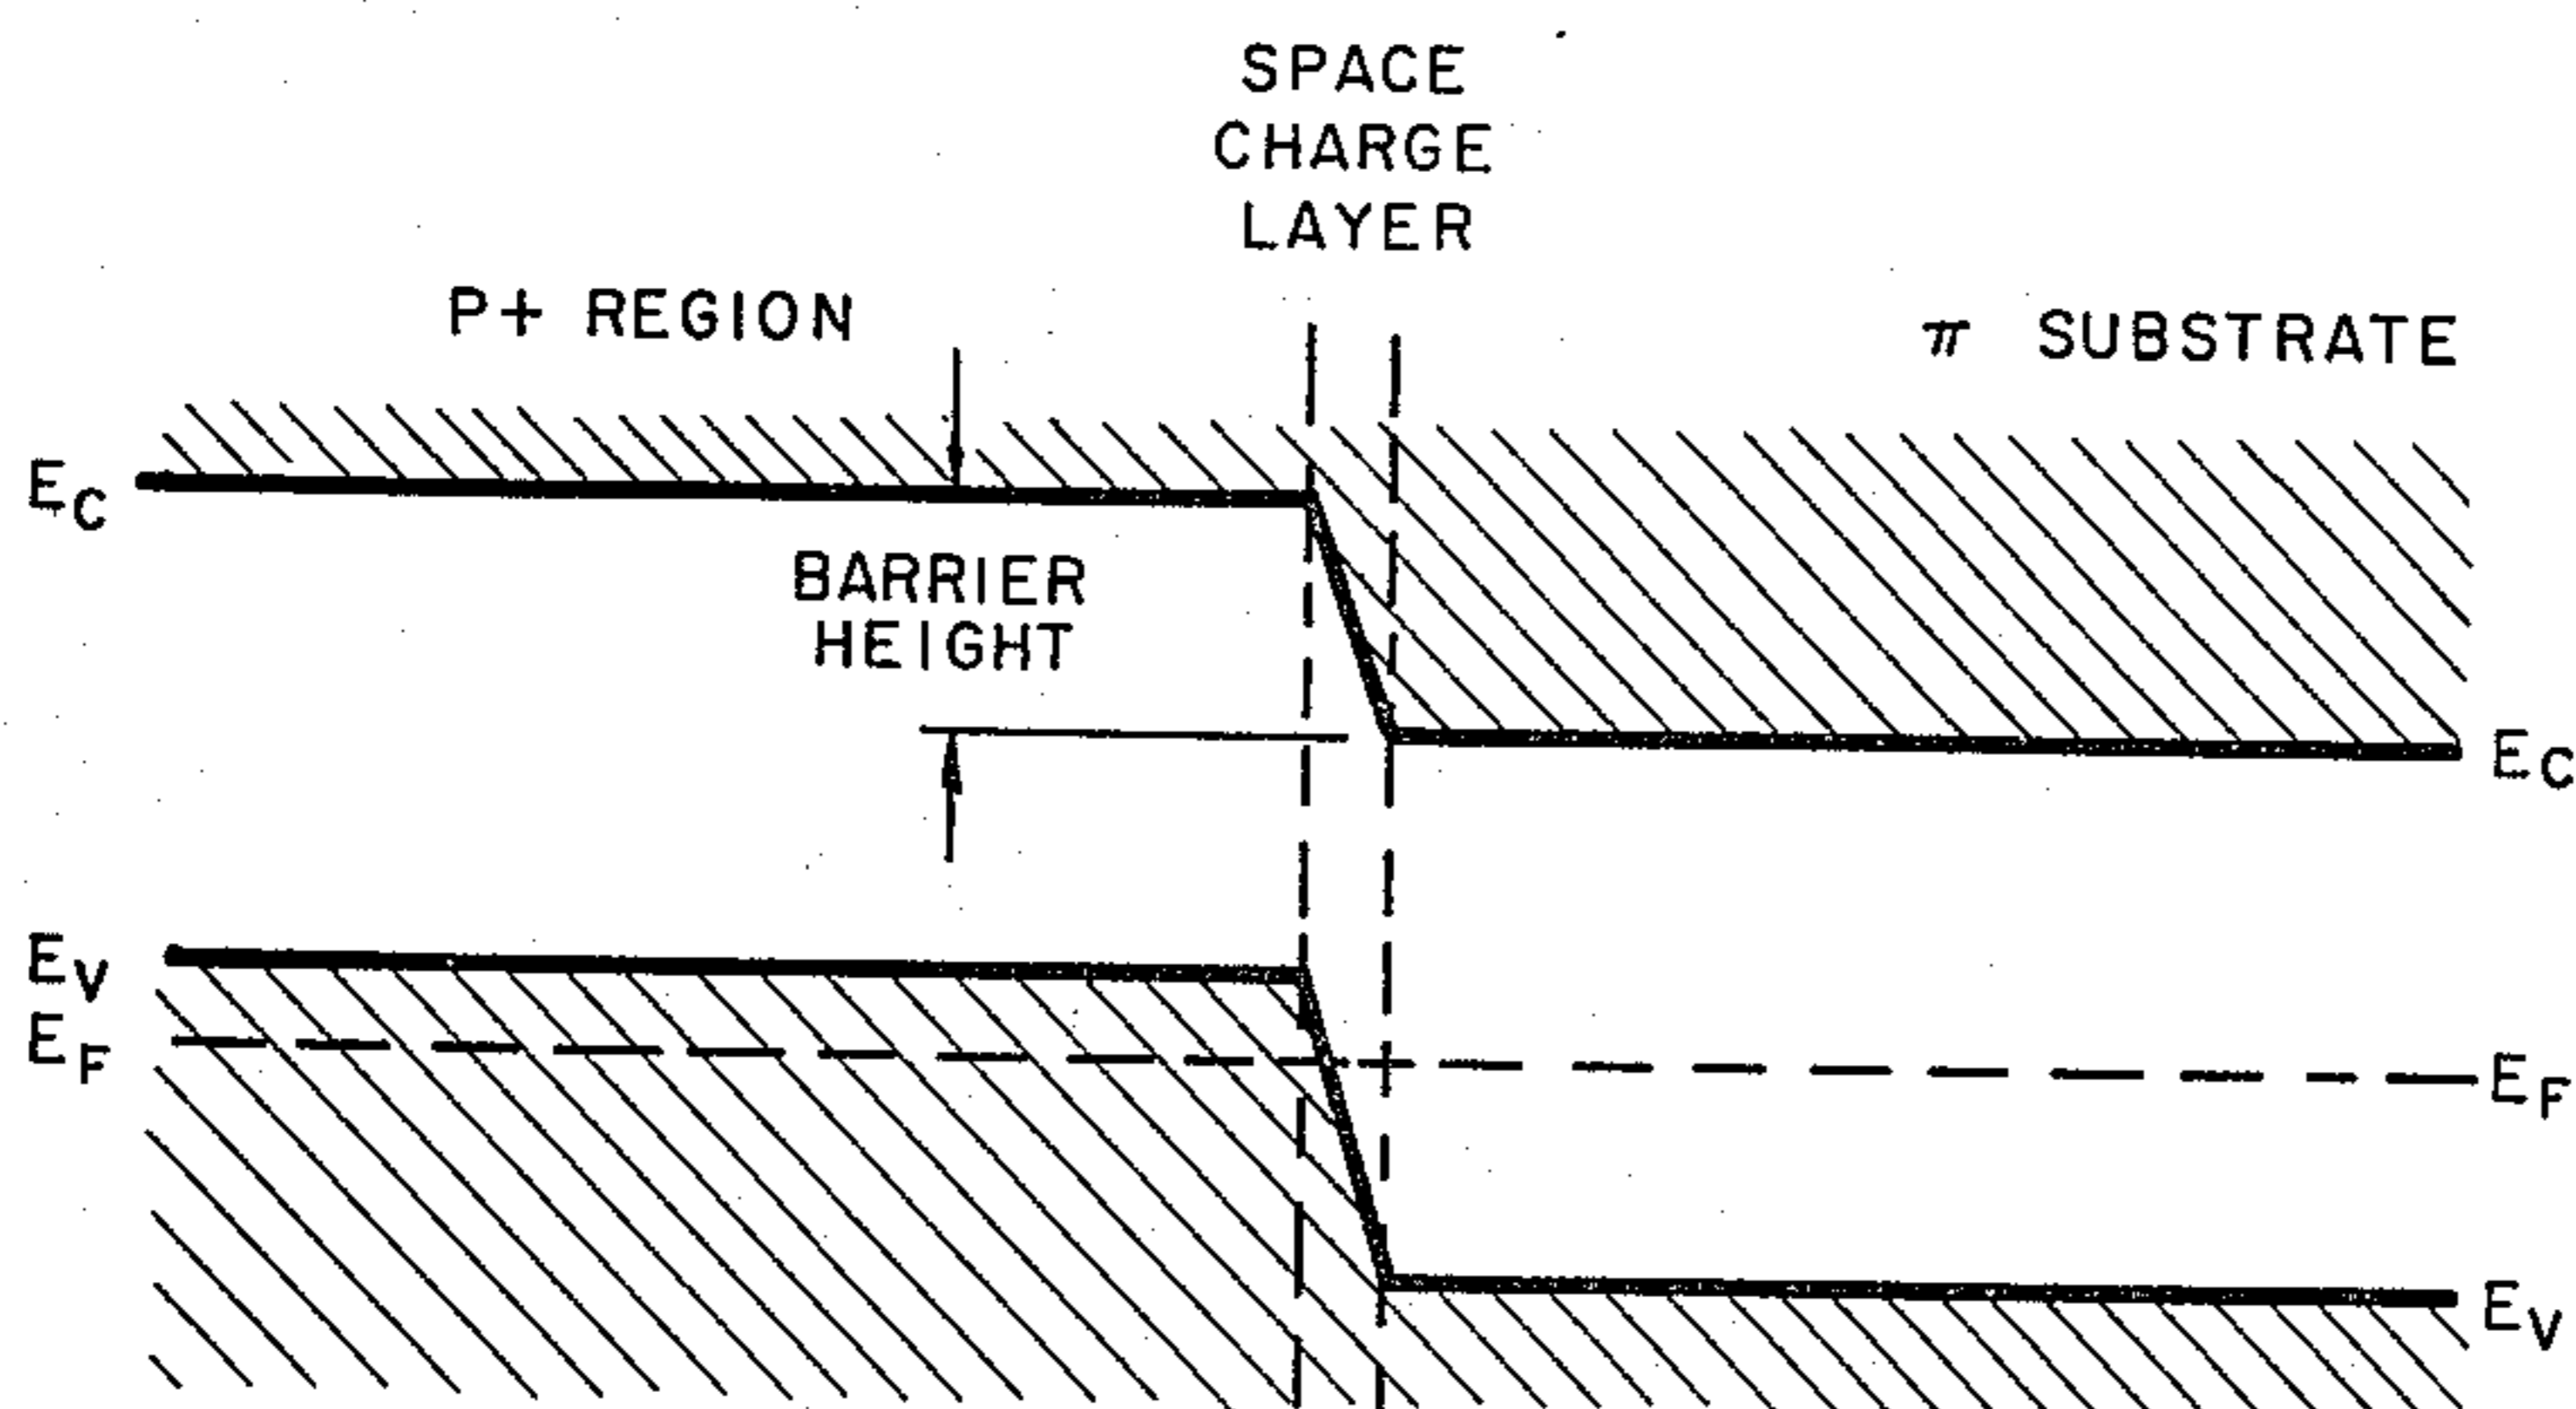 SPACE
CHARGE
LAYER
P+ REGION
π SUBSTRATE
EC
BARRIER
HEIGHT
EC
EV
EF
EF
EV